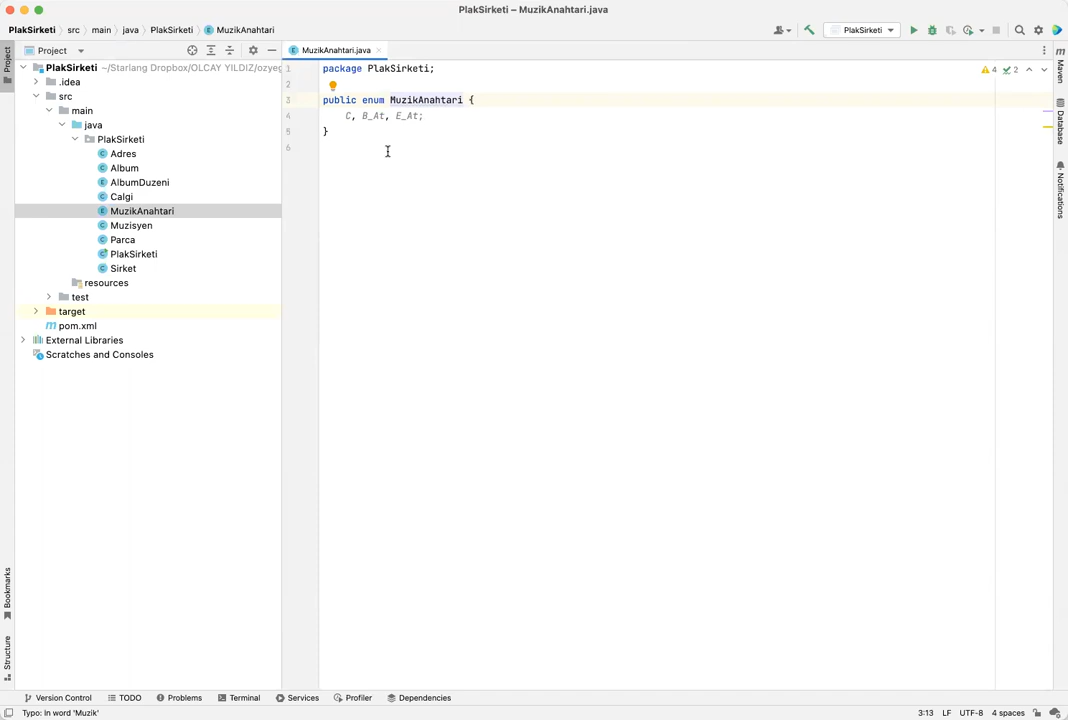 PlakSirketi – MuzikAnahtari.java
PlakSirketi src main java PlakSirketi MuzikAnahtari
PlakSirketi
Project
MuzikAnahtari.java
PlakSirketi ~/Starlang Dropbox/OLCAY YILDIZ/ozyeg
.idea
src
main
java
PlakSirketi
Adres
Album
AlbumDuzeni
Calgi
MuzikAnahtari
Muzisyen
Parca
PlakSirketi
Sirket
resources
test
target
pom.xml
External Libraries
Scratches and Consoles
1 package PlakSirketi;
2
3 public enum MuzikAnahtari {
4 C, B_At, E_At;
5 }
6
4 2
Project
Bookmarks
Structure
Maven
Database
Notifications
Version Control TODO Problems Terminal Services Profiler Dependencies
Typo: In word 'Muzik'
3:13 LF UTF-8 4 spaces